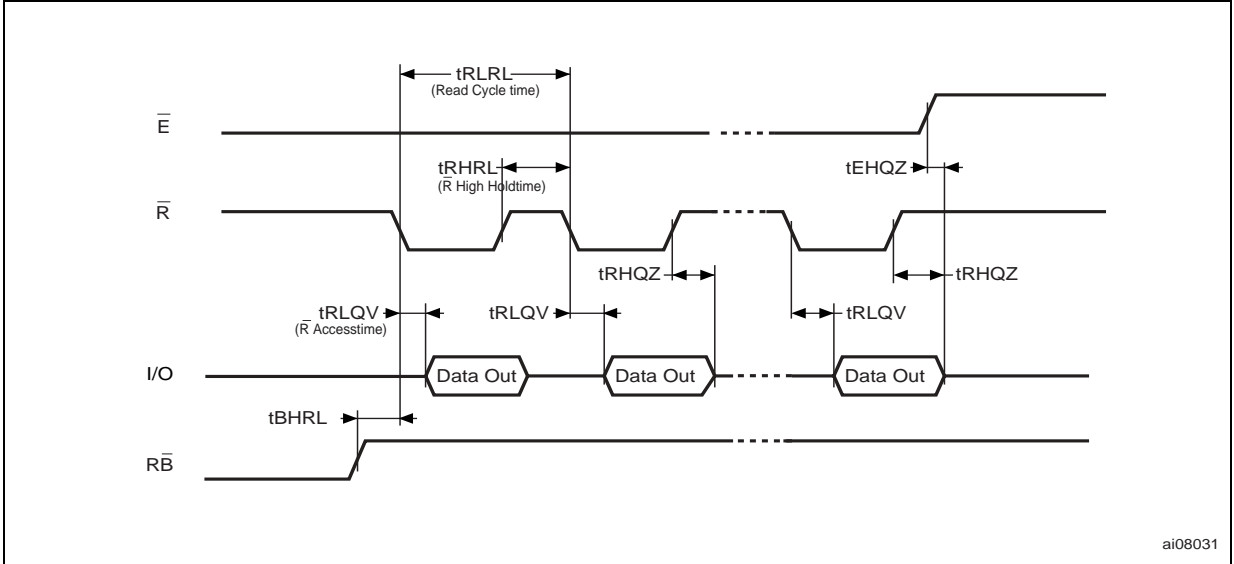 tRLRL
(Read Cycle time)
E̅
tRHRL
(R̅ High Holdtime)
tEHQZ
R̅
tRHQZ
tRHQZ
tRLQV
(R̅ Accesstime)
tRLQV
tRLQV
I/O
Data Out
Data Out
Data Out
tBHRL
RB̅
ai08031